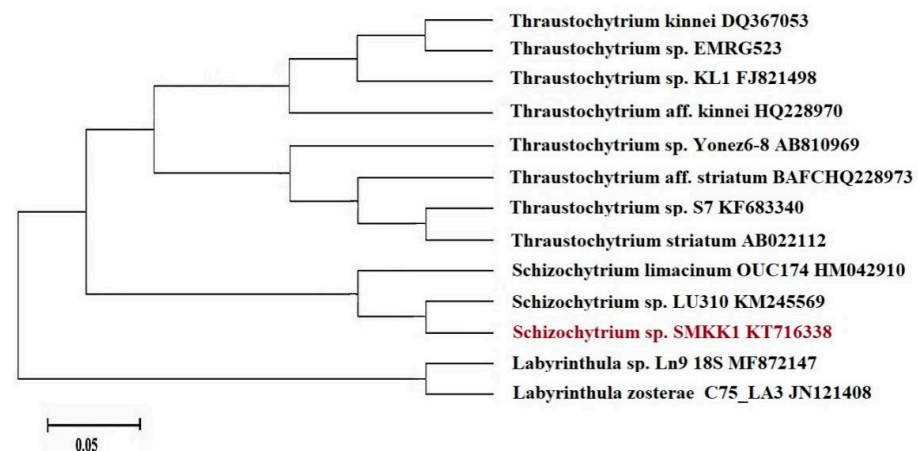 Thraustochytrium kinnei DQ367053
Thraustochytrium sp. EMRG523
Thraustochytrium sp. KL1 FJ821498
Thraustochytrium aff. kinnei HQ228970
Thraustochytrium sp. Yonez6-8 AB810969
Thraustochytrium aff. striatum BAFCHQ228973
Thraustochytrium sp. S7 KF683340
Thraustochytrium striatum AB022112
Schizochytrium limacinum OUC174 HM042910
Schizochytrium sp. LU310 KM245569
Schizochytrium sp. SMKK1 KT716338
Labyrinthula sp. Ln9 18S MF872147
Labyrinthula zosterae C75_LA3 JN121408
0.05